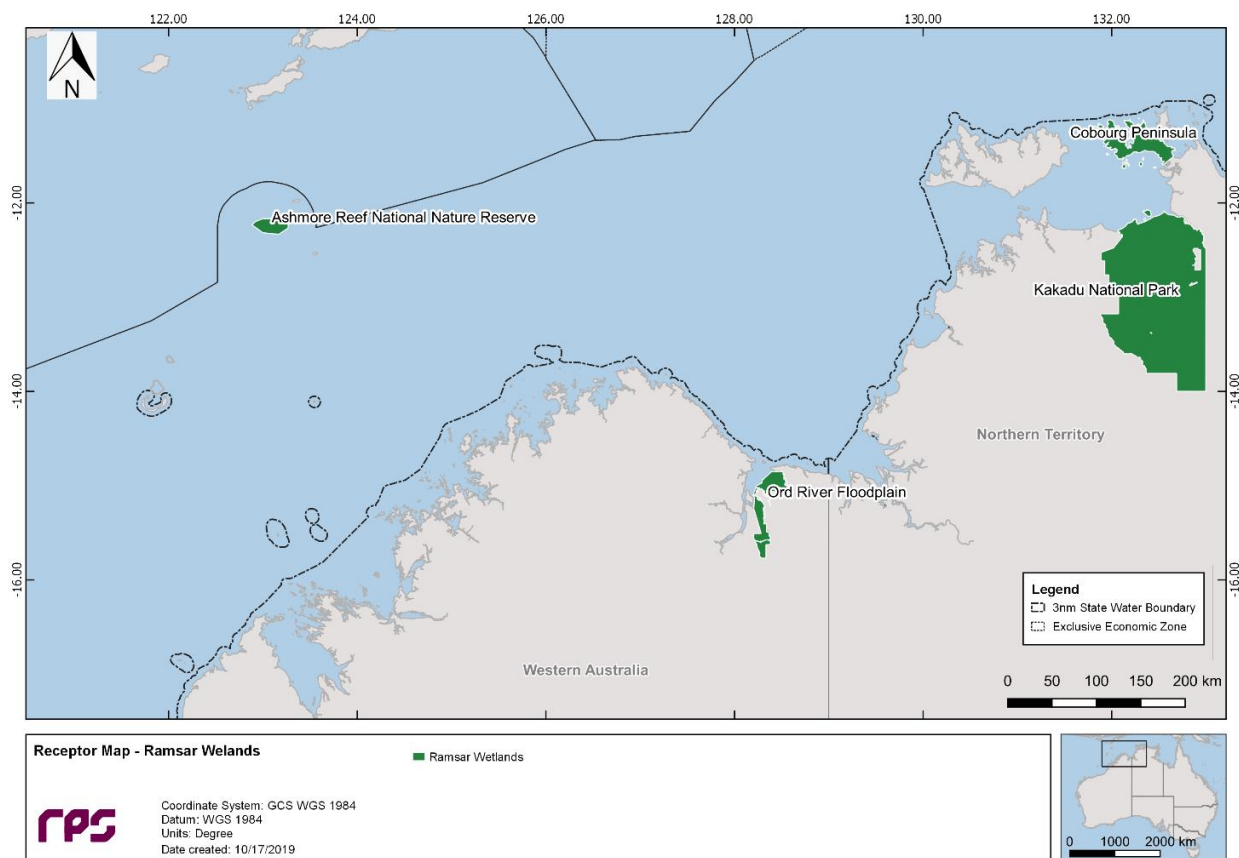 122.00 124.00 126.00 128.00 130.00 132.00
N
Cobourg Peninsula
-12.00 -12.00
Ashmore Reef National Nature Reserve
Kakadu National Park
-14.00 -14.00
Northern Territory
Ord River Floodplain
-16.00 -16.00
Legend
3nm State Water Boundary
Exclusive Economic Zone
Western Australia
0 50 100 150 200 km
Receptor Map - Ramsar Welands
Ramsar Wetlands
rps
Coordinate System: GCS WGS 1984
Datum: WGS 1984
Units: Degree
Date created: 10/17/2019
0 1000 2000 km